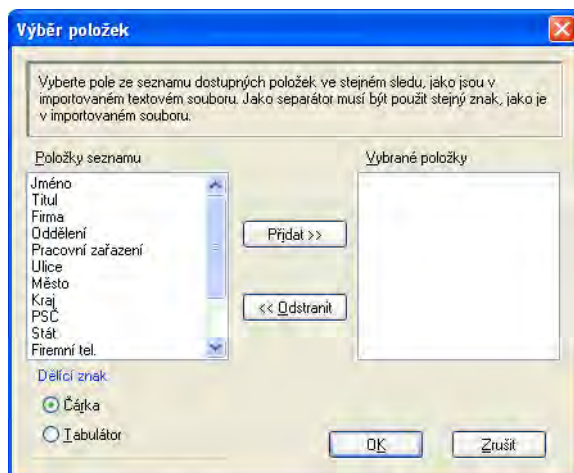 Výběr položek
Vyberte pole ze seznamu dostupných položek ve stejném sledu, jako jsou v
importovaném textovém souboru. Jako separátor musí být použit stejný znak, jako je
v importovaném souboru.
Položky seznamu
Vybrané položky
Jméno
Titul
Firma
Oddělení
Pracovní zařazení
Ulice
Město
Kraj
PSČ
Stát
Firemní tel.
Přidat >>
<< Odstranit
Dělící znak
Čárka
Tabulátor
OK
Zrušit